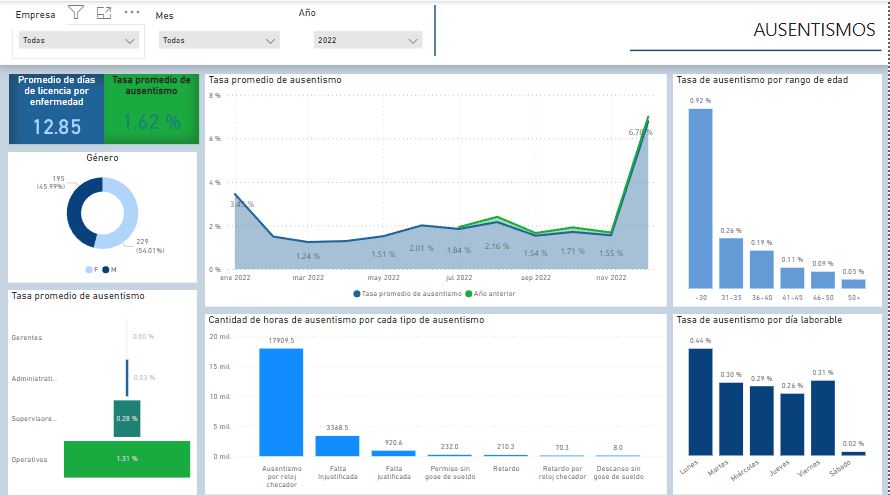 Empresa
Mes
Año
Todas
Todas
2022
AUSENTISMOS
Promedio de días
de licencia por
enfermedad
12.85
Tasa promedio de
ausentismo
1.62 %
Género
195
(45.99%)
229
(54.01%)
F M
Tasa promedio de ausentismo
Gerentes
0.00 %
Administrati...
0.03 %
Supervisore...
0.28 %
Operativos
1.31 %
Tasa promedio de ausentismo
8 %
6 %
4 %
2 %
0 %
3.45 %
1.24 %
1.51 %
2.01 %
1.84 %
2.16 %
1.54 %
1.71 %
1.55 %
ene 2022
mar 2022
may 2022
jul 2022
sep 2022
nov 2022
Tasa promedio de ausentismo Año anterior
Cantidad de horas de ausentismo por cada tipo de ausentismo
20 mil
15 mil
10 mil
5 mil
0 mil
17909.5
3368.5
920.6
232.0
210.3
70.3
8.0
Ausentismo
por reloj
checador
Falta
Injustificada
Falta
justificada
Permiso sin
gose de sueldo
Retardo
Retardo por
reloj checador
Descanso sin
gose de sueldo
Tasa de ausentismo por rango de edad
0.92 %
0.26 %
0.19 %
0.11 %
0.09 %
0.05 %
-30
31-35
36-40
41-45
46-50
50+
Tasa de ausentismo por día laborable
0.44 %
0.30 %
0.29 %
0.26 %
0.31 %
0.02 %
Lunes
Martes
Miércoles
Jueves
Viernes
Sábado